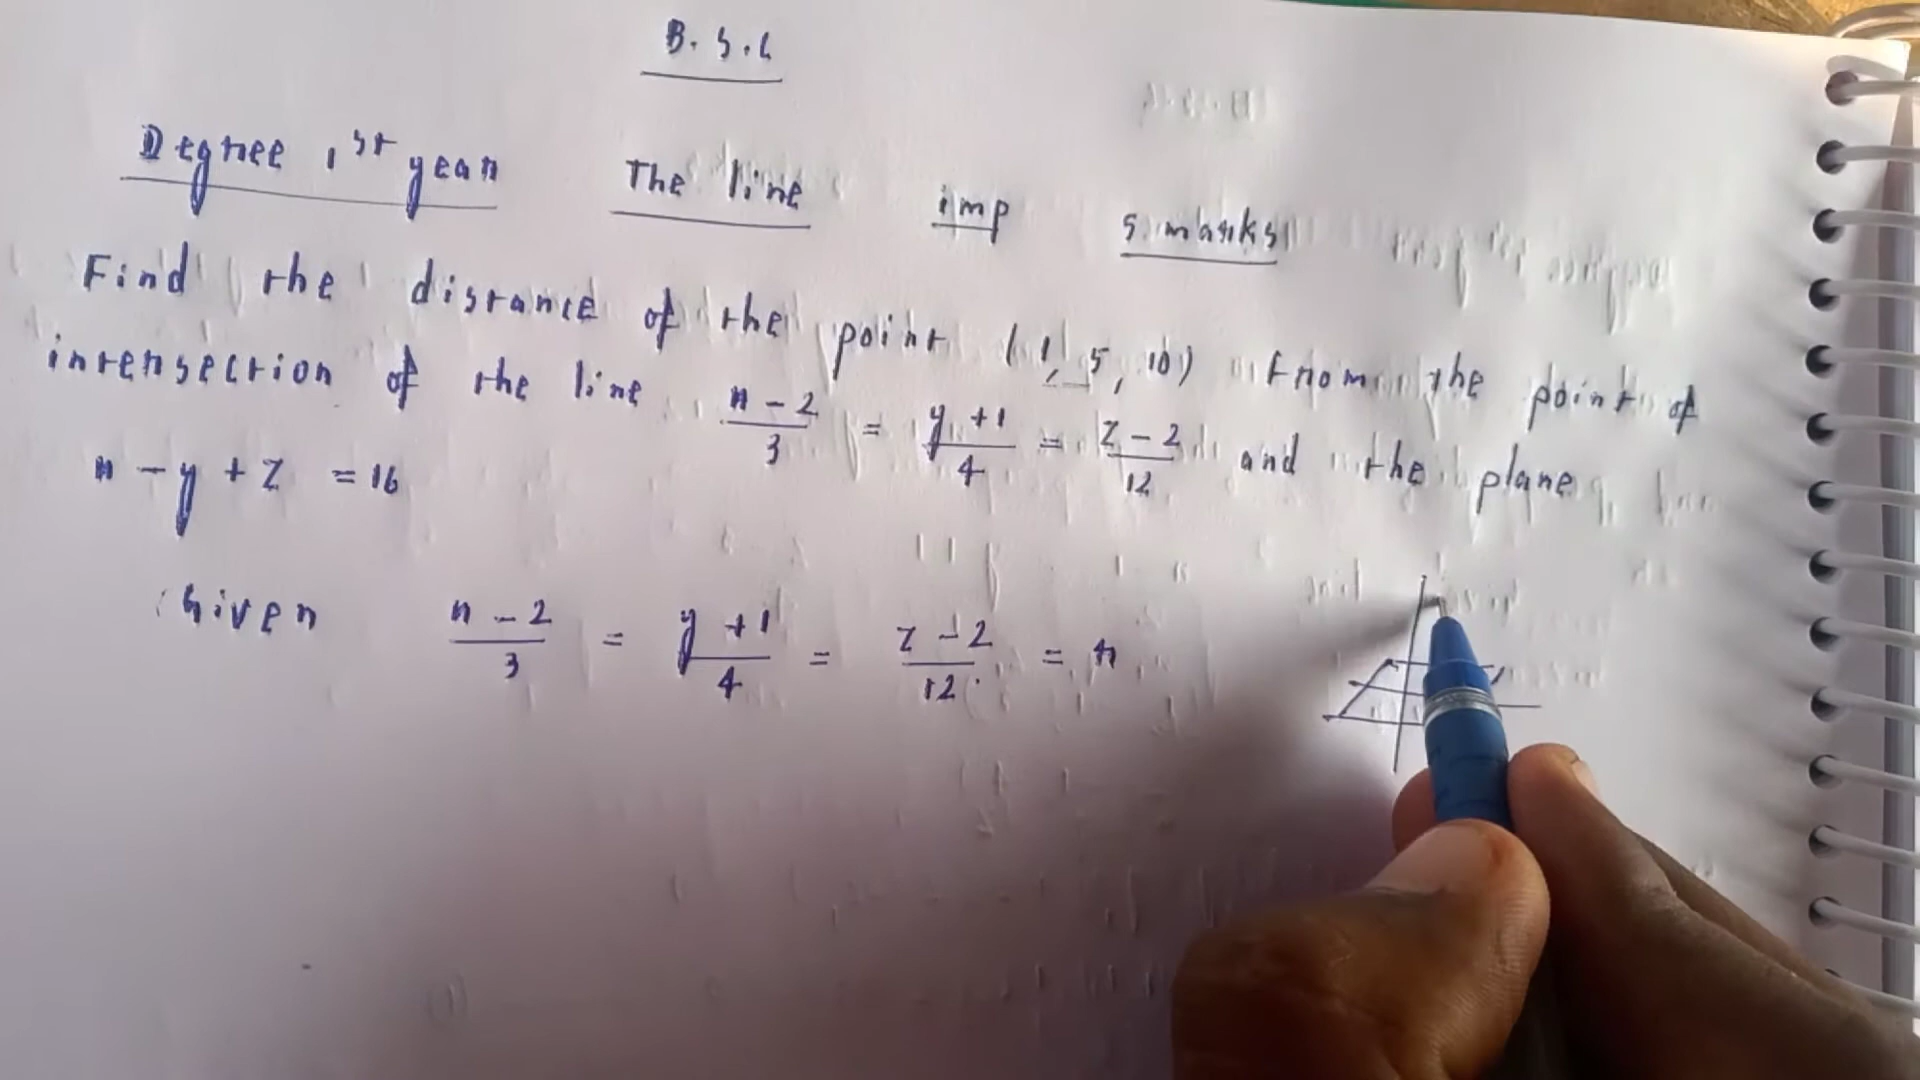 B.S.C
Degree 1st year The line imp 5 marks
Find the distance of the point (1, 5, 10) from the point of
intersection of the line x-2/3 = y+1/4 = z-2/12 and the plane
x - y + z = 16
Given x-2/3 = y+1/4 = z-2/12 = r